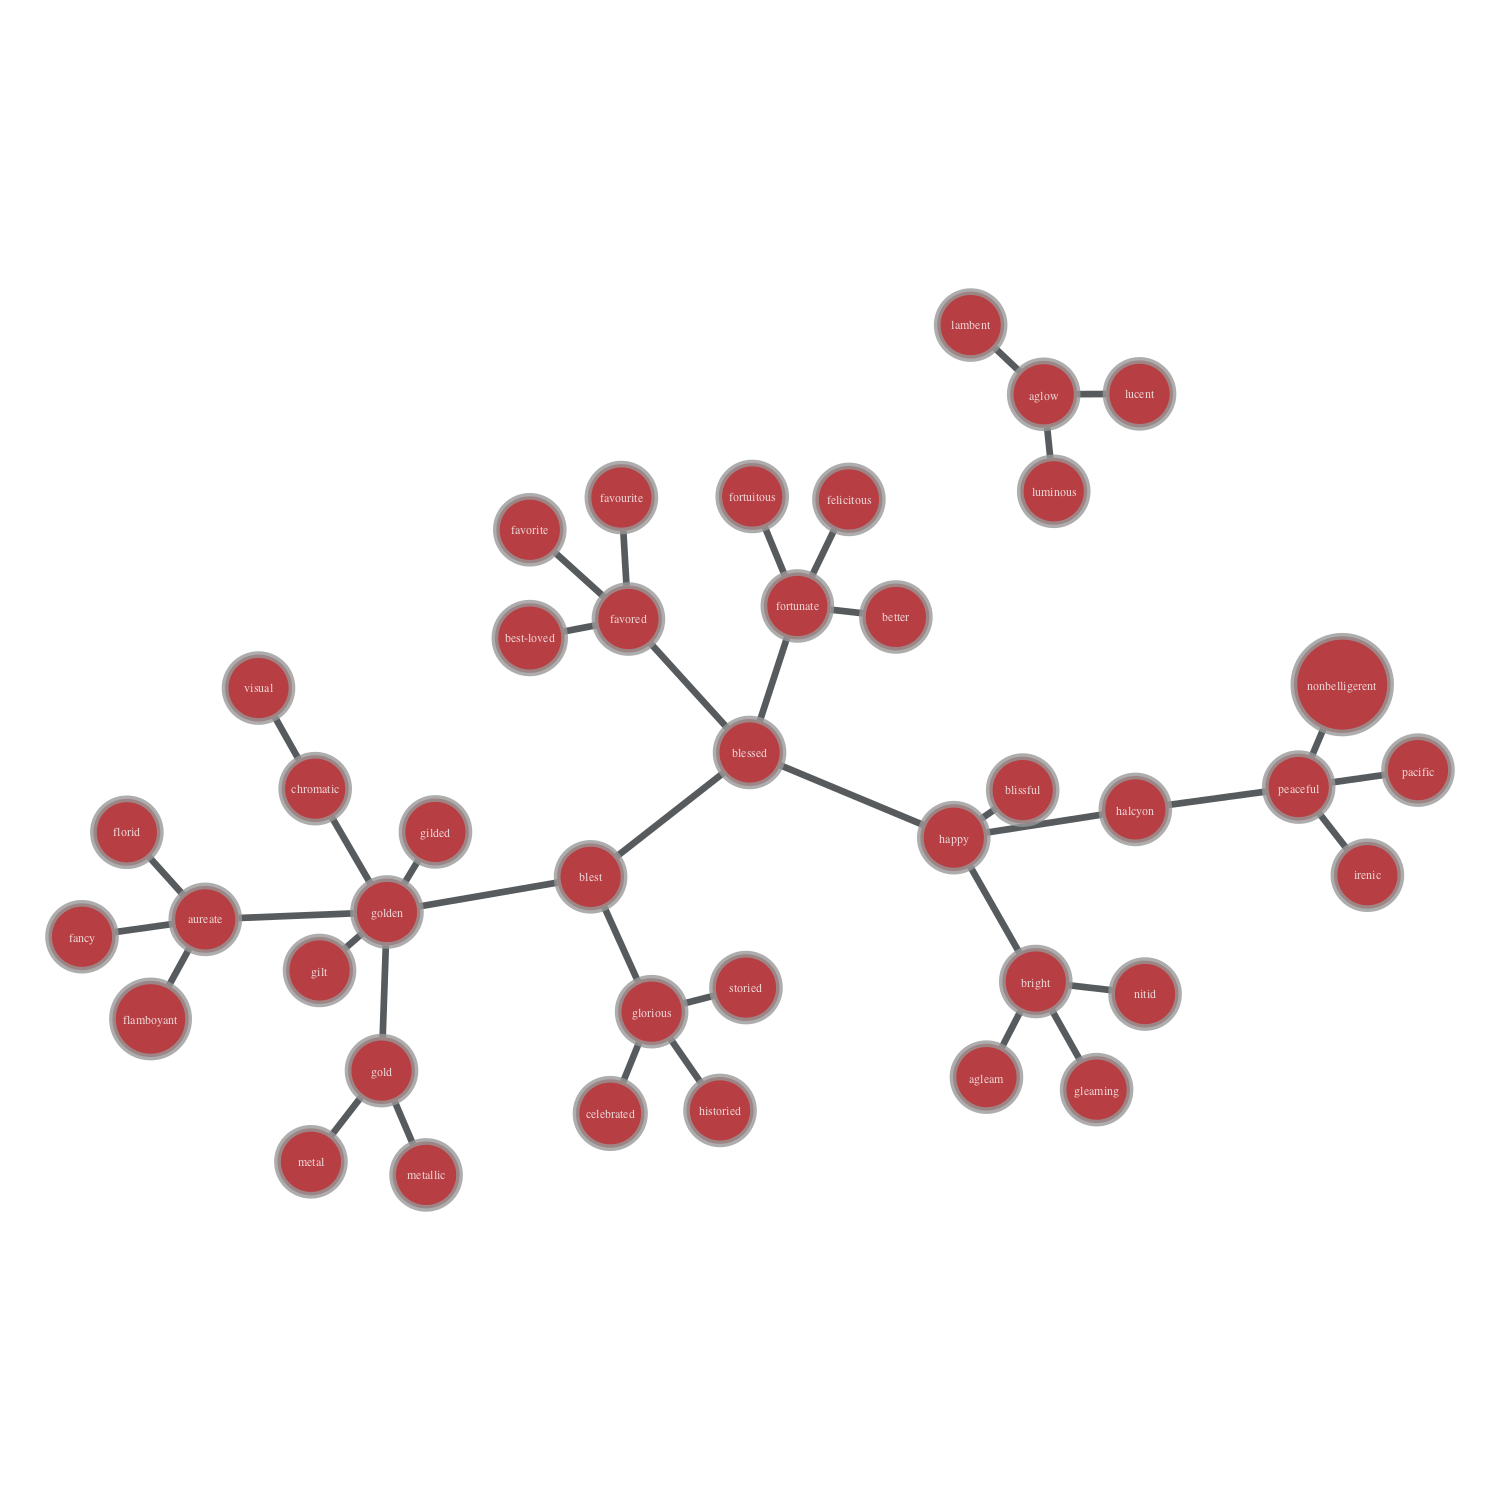 lambent
aglow
lucent
luminous
favourite
fortuitous
felicitous
favorite
fortunate
better
favored
best-loved
visual
nonbelligerent
blessed
pacific
chromatic
blissful
peaceful
halcyon
florid
gilded
happy
irenic
blest
golden
aureate
fancy
gilt
bright
storied
nitid
glorious
flamboyant
gold
agleam
gleaming
celebrated
historied
metal
metallic